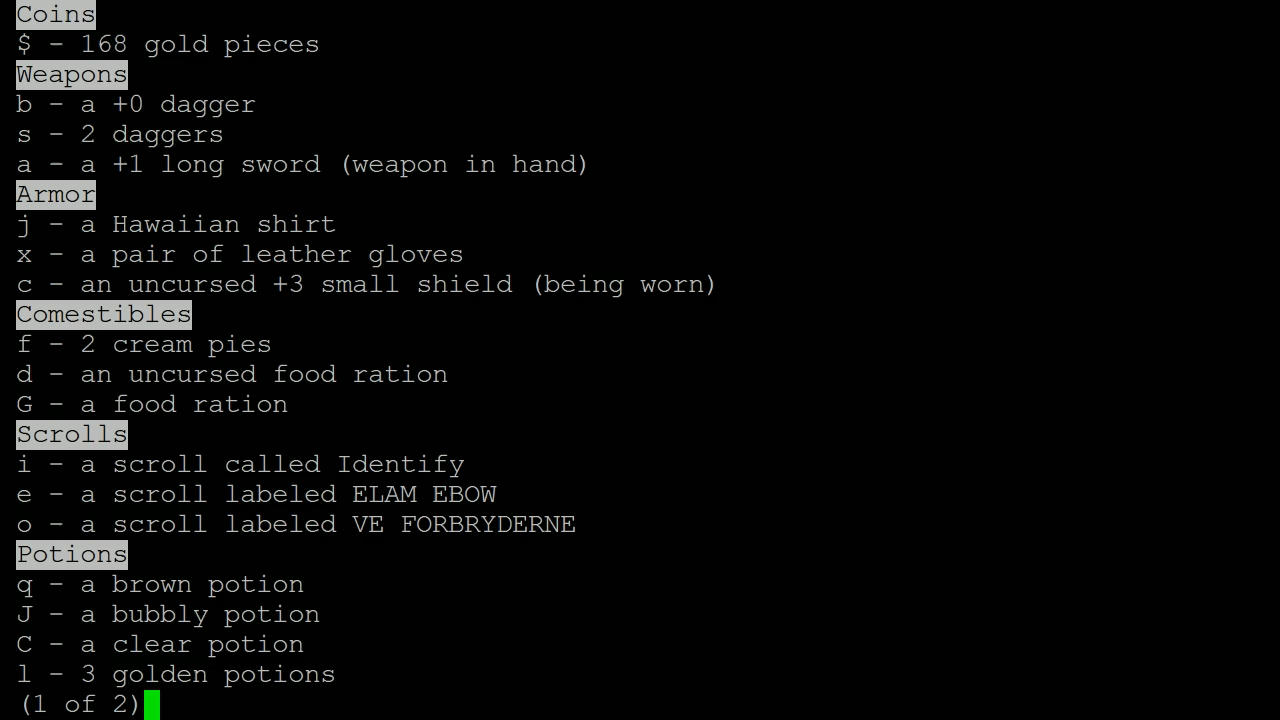 Coins
$ - 168 gold pieces
Weapons
b - a +0 dagger
s - 2 daggers
a - a +1 long sword (weapon in hand)
Armor
j - a Hawaiian shirt
x - a pair of leather gloves
c - an uncursed +3 small shield (being worn)
Comestibles
f - 2 cream pies
d - an uncursed food ration
G - a food ration
Scrolls
i - a scroll called Identify
e - a scroll labeled ELAM EBOW
o - a scroll labeled VE FORBRYDERNE
Potions
q - a brown potion
J - a bubbly potion
C - a clear potion
l - 3 golden potions
(1 of 2)